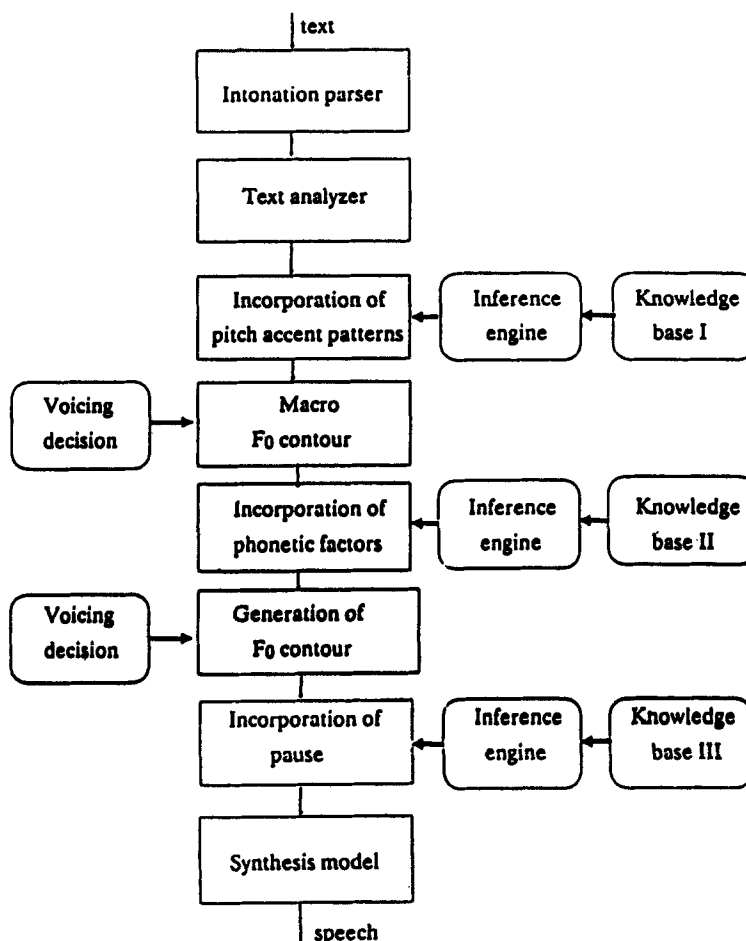 text
Intonation parser
Text analyzer
Incorporation of
pitch accent patterns
Inference
engine
Knowledge
base I
Voicing
decision
Macro
F0 contour
Incorporation of
phonetic factors
Inference
engine
Knowledge
base II
Voicing
decision
Generation of
F0 contour
Incorporation of
pause
Inference
engine
Knowledge
base III
Synthesis model
speech